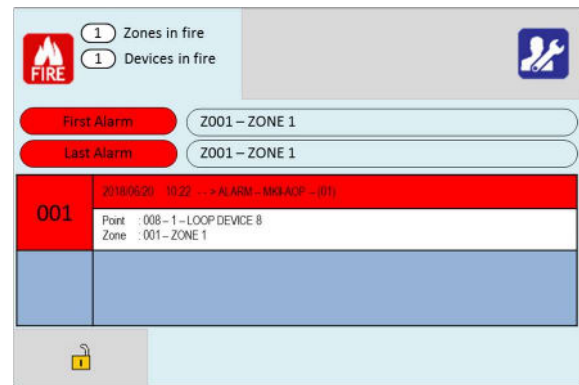 1 Zones in fire
1 Devices in fire
FIRE
First Alarm Z001 – ZONE 1
Last Alarm Z001 – ZONE 1
001
2018/06/20 10:22 - - > ALARM – MKII-AOP – (01)
Point : 008 – 1 – LOOP DEVICE 8
Zone : 001 – ZONE 1